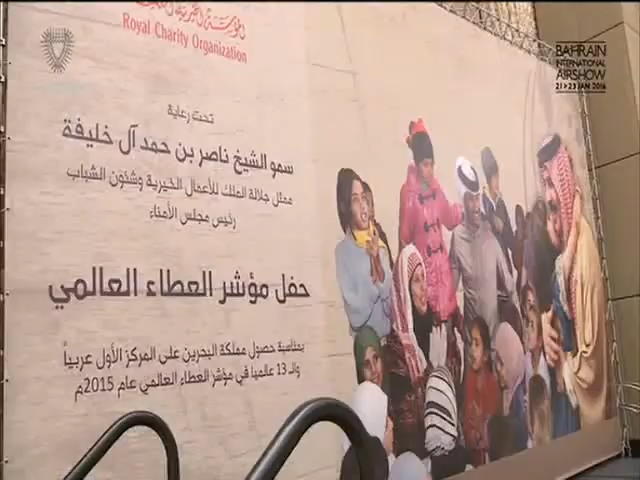 Royal Charity Organization
تحت رعاية
سمو الشيخ ناصر بن حمد آل خليفة
ممثل جلالة الملك للأعمال الخيرية وشئون الشباب
رئيس مجلس الأمناء
حفل مؤشر العطاء العالمي
بمناسبة حصول مملكة البحرين على المركز الأول عربياً
والـ 13 عالميا في مؤشر العطاء العالمي عام 2015م
BAHRAIN
INTERNATIONAL
AIRSHOW
21>23 JAN 2016